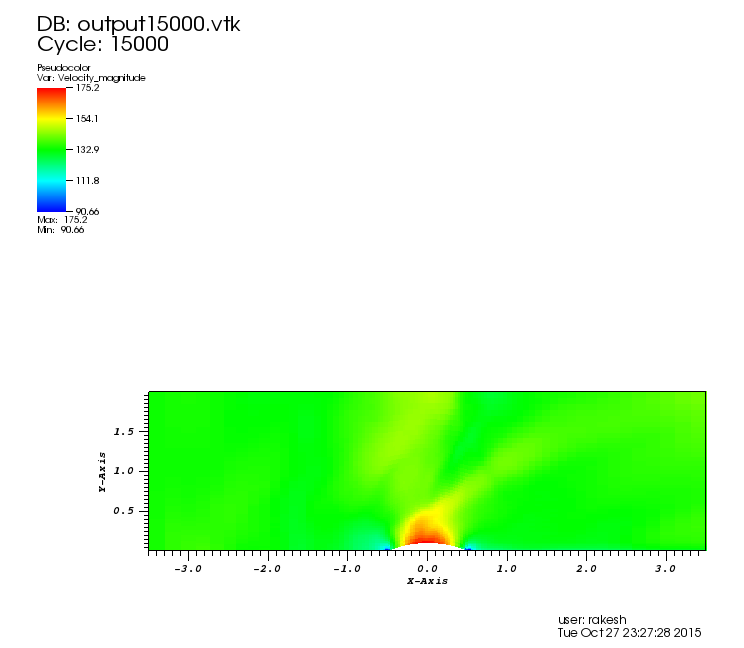 DB: output15000.vtk
Cycle: 15000
Pseudocolor
Var: Velocity_magnitude
175.2
154.1
132.9
111.8
90.66
Max: 175.2
Min: 90.66
1.5
1.0
0.5
Y-Axis
-3.0 -2.0 -1.0 0.0 1.0 2.0 3.0
X-Axis
user: rakesh
Tue Oct 27 23:27:28 2015